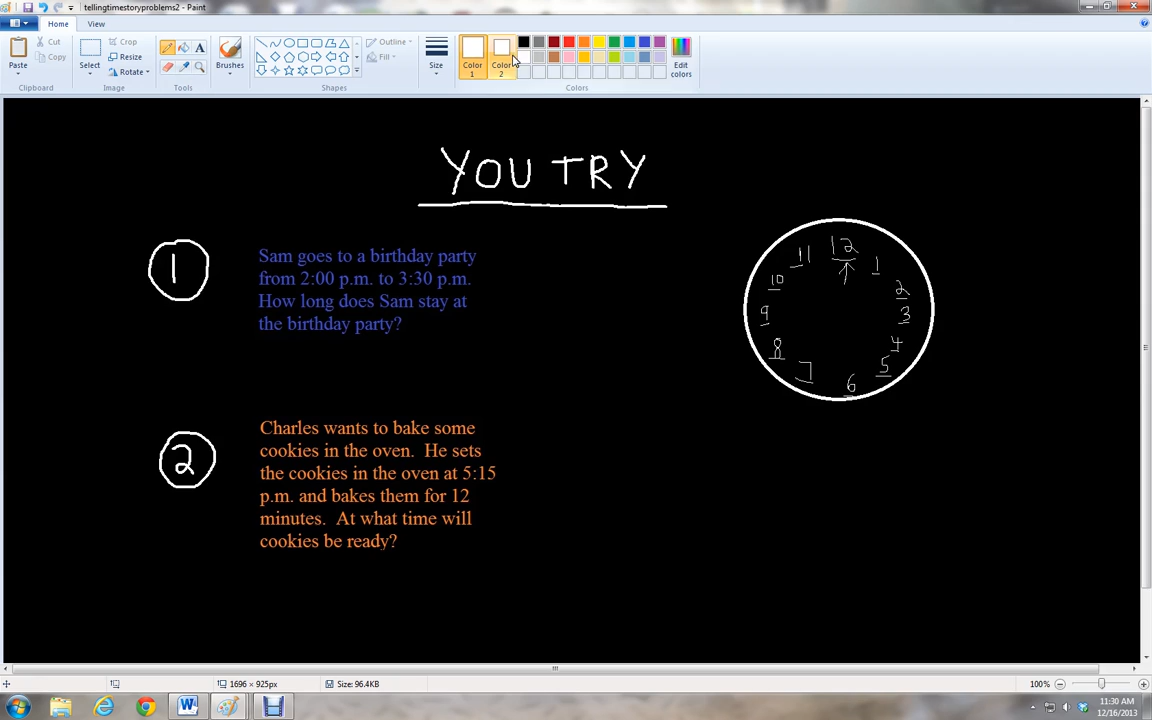 tellingtimestoryproblems2 - Paint
Home View
Paste
Cut
Copy
Clipboard
Select
Crop
Resize
Rotate
Image
A
Tools
Brushes
Shapes
Outline
Fill
Size
Color 1
Color 2
Edit colors
Colors
YOU TRY
1
Sam goes to a birthday party
from 2:00 p.m. to 3:30 p.m.
How long does Sam stay at
the birthday party?
12
11
1
10
2
9
3
8
4
7
5
6
2
Charles wants to bake some
cookies in the oven. He sets
the cookies in the oven at 5:15
p.m. and bakes them for 12
minutes. At what time will
cookies be ready?
1696 × 925px
Size: 96.4KB
100%
W
11:30 AM
12/16/2013